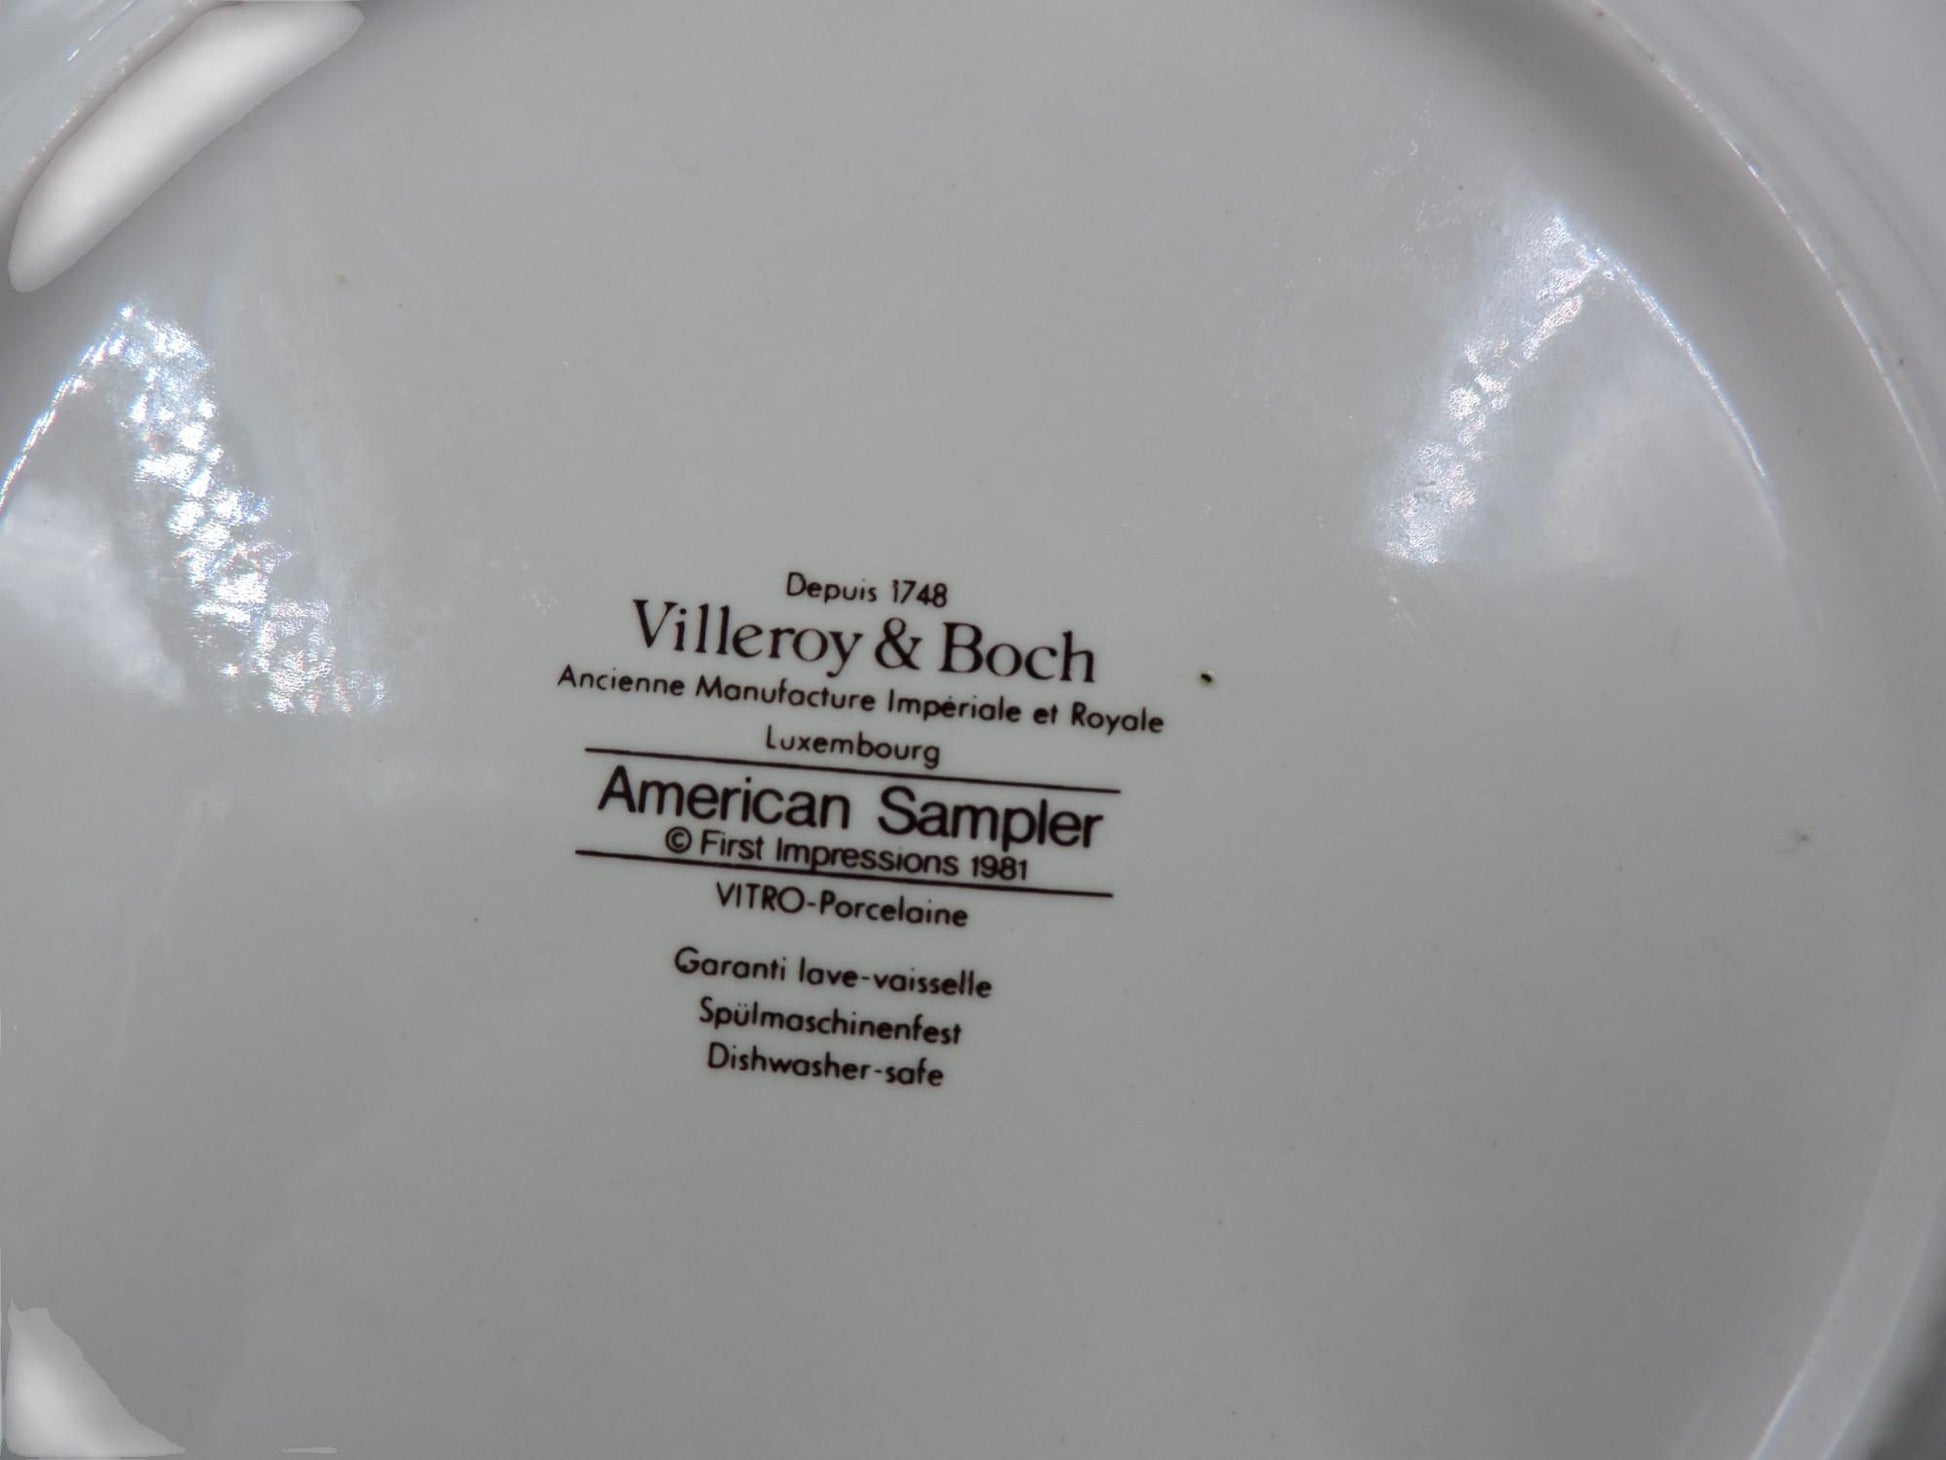 Depuis 1748
Villeroy & Boch
Ancienne Manufacture Impériale et Royale
Luxembourg
American Sampler
© First Impressions 1981
VITRO-Porcelaine
Garanti lave-vaisselle
Spülmaschinenfest
Dishwasher-safe